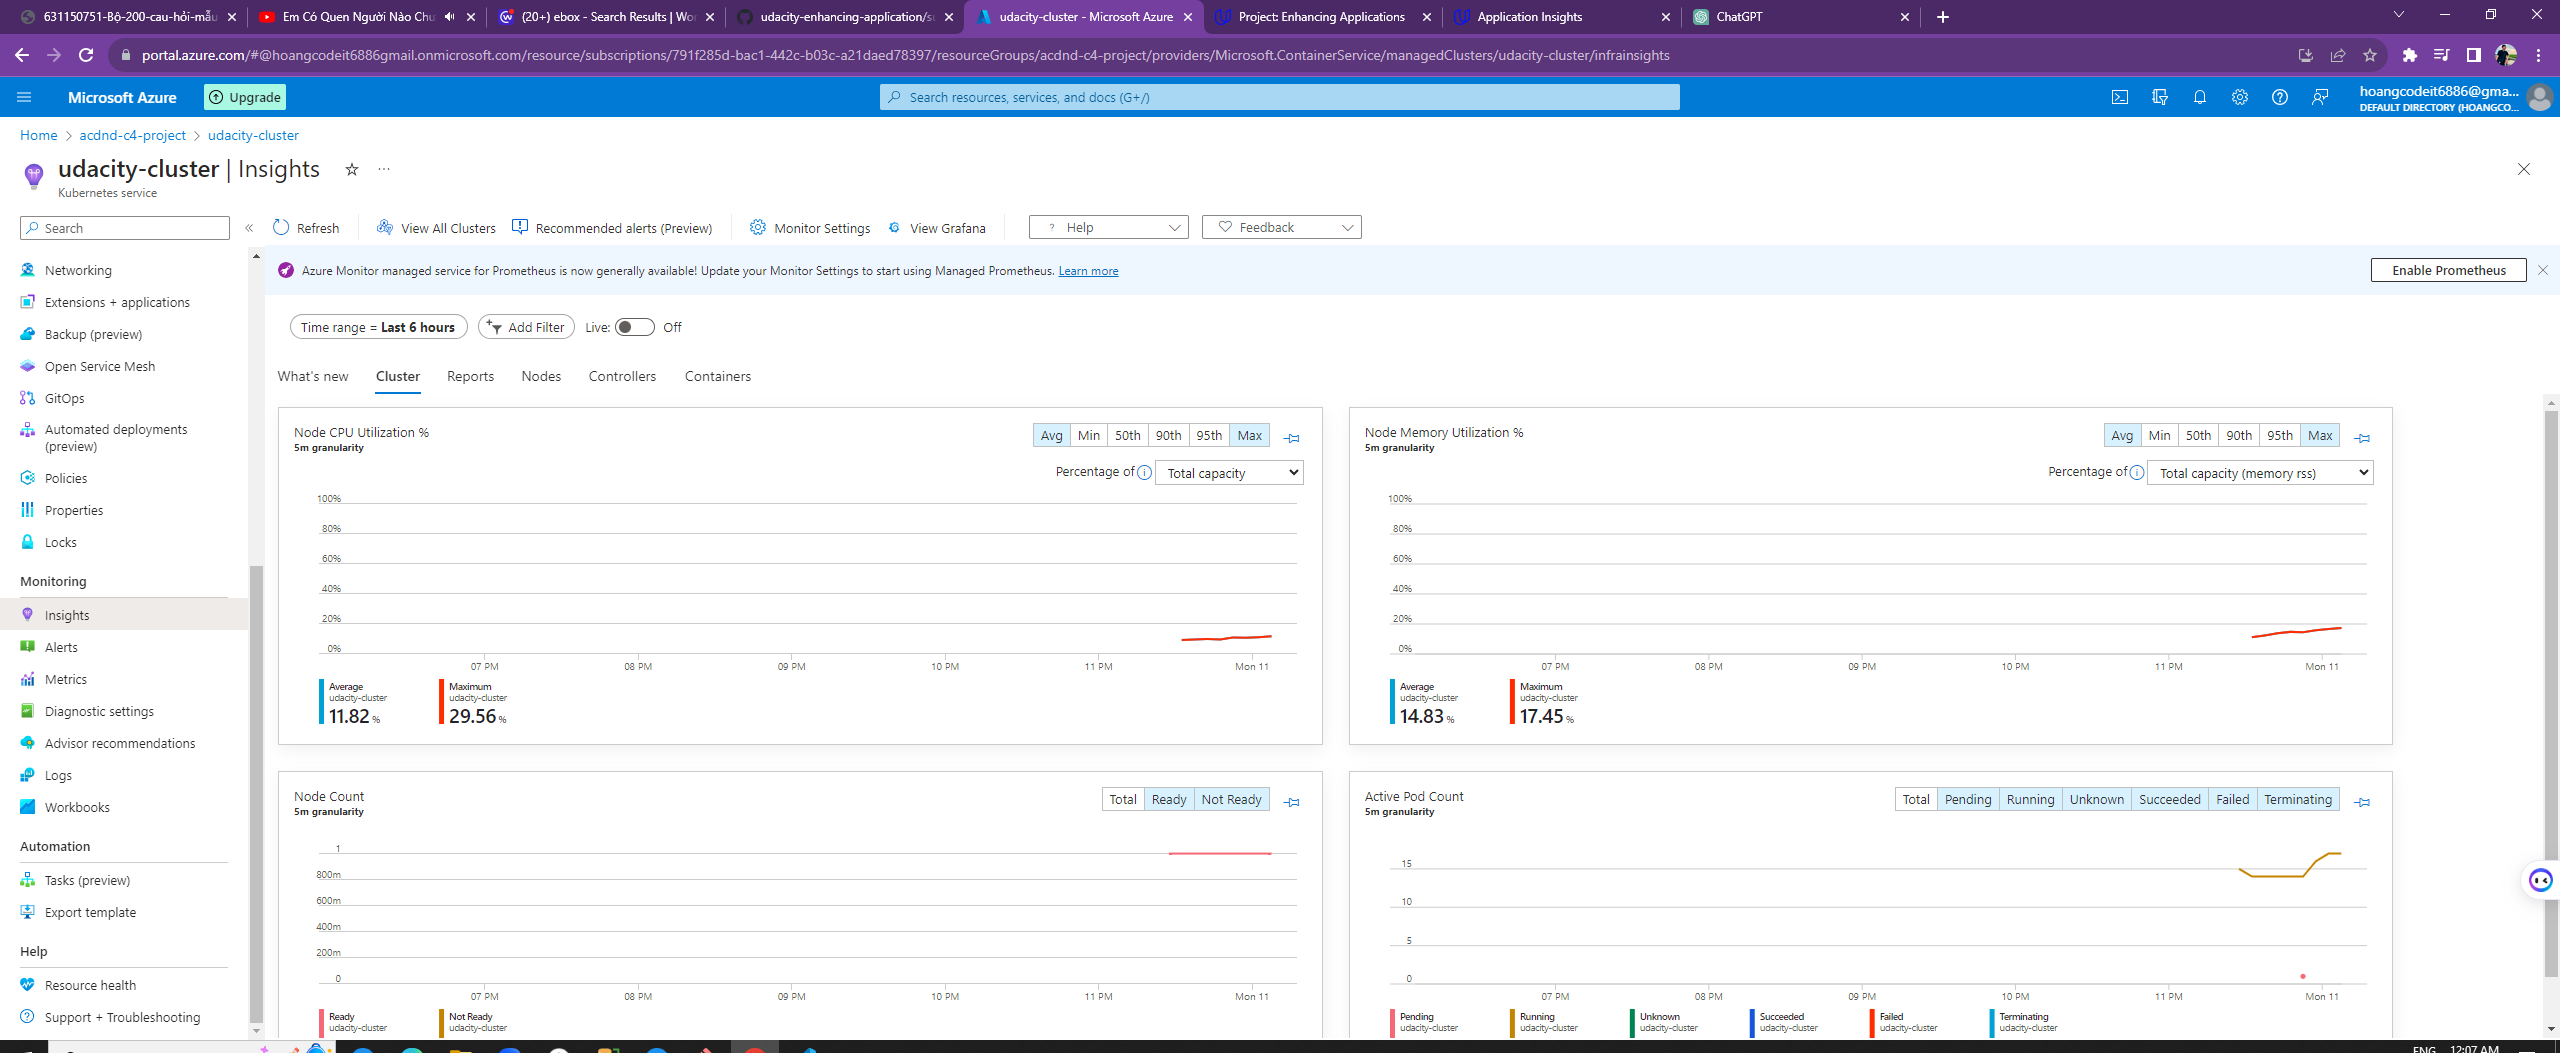 631150751-Bộ-200-cau-hỏi-mẫu
Em Có Quen Người Nào Chu
(20+) ebox - Search Results | Wor
udacity-enhancing-application/su
udacity-cluster - Microsoft Azure
Project: Enhancing Applications
Application Insights
ChatGPT
portal.azure.com/#@hoangcodeit6886gmail.onmicrosoft.com/resource/subscriptions/791f285d-bac1-442c-b03c-a21daed78397/resourceGroups/acdnd-c4-project/providers/Microsoft.ContainerService/managedClusters/udacity-cluster/infrainsights
Microsoft Azure
Upgrade
Search resources, services, and docs (G+/)
hoangcodeit6886@gma...
DEFAULT DIRECTORY (HOANGCO...
Home > acdnd-c4-project > udacity-cluster
udacity-cluster | Insights
Kubernetes service
Search
Refresh
View All Clusters
Recommended alerts (Preview)
Monitor Settings
View Grafana
Help
Feedback
Networking
Extensions + applications
Backup (preview)
Open Service Mesh
GitOps
Automated deployments
(preview)
Policies
Properties
Locks
Monitoring
Insights
Alerts
Metrics
Diagnostic settings
Advisor recommendations
Logs
Workbooks
Automation
Tasks (preview)
Export template
Help
Resource health
Support + Troubleshooting
Azure Monitor managed service for Prometheus is now generally available! Update your Monitor Settings to start using Managed Prometheus. Learn more
Enable Prometheus
Time range = Last 6 hours
Add Filter
Live: Off
What's new
Cluster
Reports
Nodes
Controllers
Containers
Node CPU Utilization %
5m granularity
Avg Min 50th 90th 95th Max
Percentage of Total capacity
100%
80%
60%
40%
20%
0%
07 PM 08 PM 09 PM 10 PM 11 PM Mon 11
Average
udacity-cluster
11.82 %
Maximum
udacity-cluster
29.56 %
Node Memory Utilization %
5m granularity
Avg Min 50th 90th 95th Max
Percentage of Total capacity (memory rss)
100%
80%
60%
40%
20%
0%
07 PM 08 PM 09 PM 10 PM 11 PM Mon 11
Average
udacity-cluster
14.83 %
Maximum
udacity-cluster
17.45 %
Node Count
5m granularity
Total Ready Not Ready
1
800m
600m
400m
200m
0
07 PM 08 PM 09 PM 10 PM 11 PM Mon 11
Ready
udacity-cluster
Not Ready
udacity-cluster
Active Pod Count
5m granularity
Total Pending Running Unknown Succeeded Failed Terminating
15
10
5
0
07 PM 08 PM 09 PM 10 PM 11 PM Mon 11
Pending
udacity-cluster
Running
udacity-cluster
Unknown
udacity-cluster
Succeeded
udacity-cluster
Failed
udacity-cluster
Terminating
udacity-cluster
ENG 12:07 AM